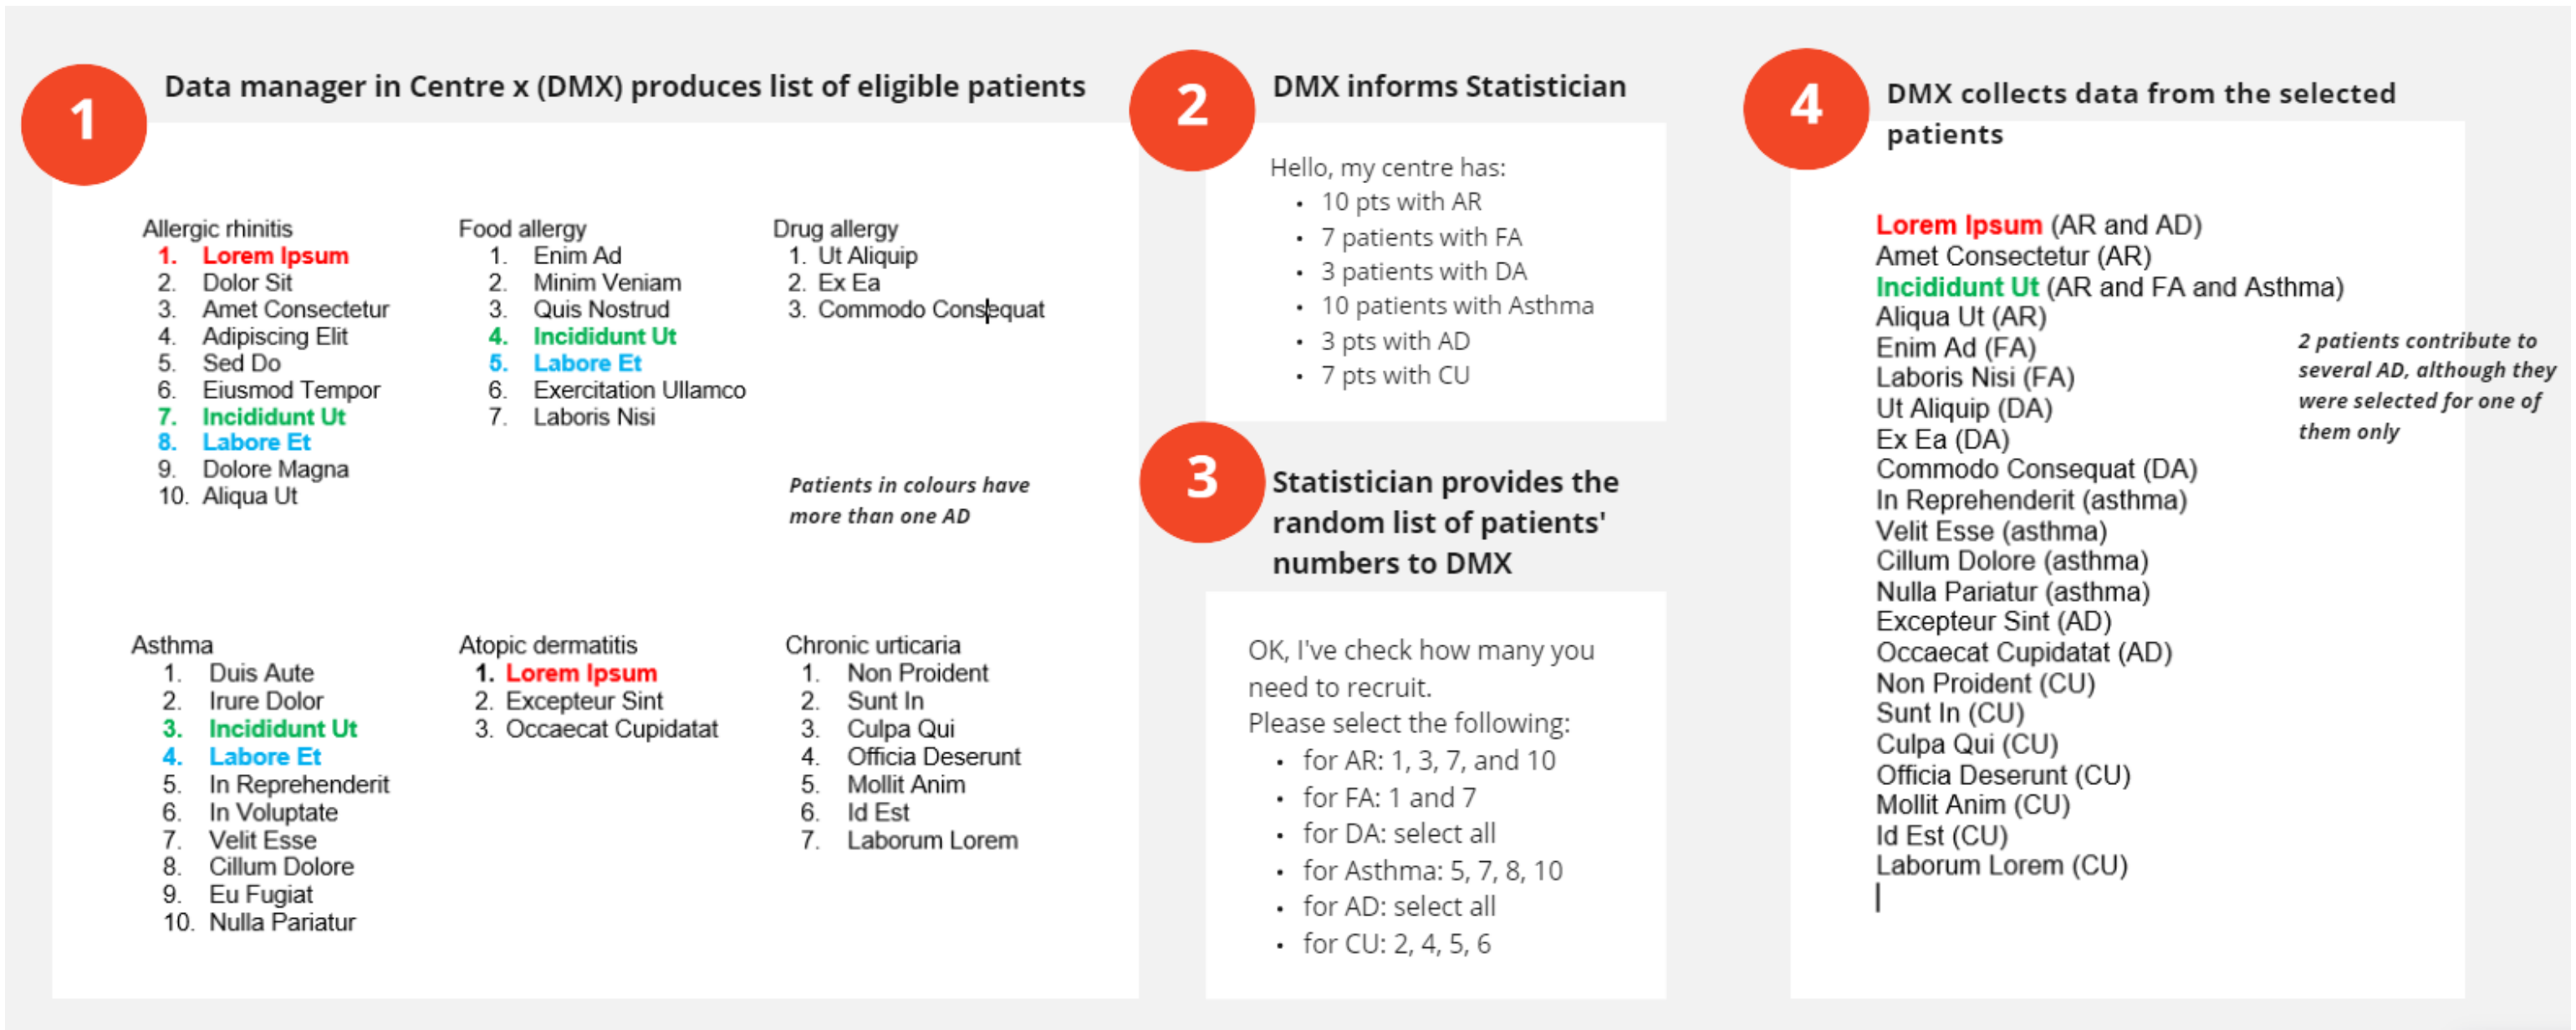 1
Data manager in Centre x (DMX) produces list of eligible patients
Allergic rhinitis
1. Lorem Ipsum
2. Dolor Sit
3. Amet Consectetur
4. Adipiscing Elit
5. Sed Do
6. Eiusmod Tempor
7. Incididunt Ut
8. Labore Et
9. Dolore Magna
10. Aliqua Ut
Food allergy
1. Enim Ad
2. Minim Veniam
3. Quis Nostrud
4. Incididunt Ut
5. Labore Et
6. Exercitation Ullamco
7. Laboris Nisi
Drug allergy
1. Ut Aliquip
2. Ex Ea
3. Commodo Consequat
Patients in colours have
more than one AD
Asthma
1. Duis Aute
2. Irure Dolor
3. Incididunt Ut
4. Labore Et
5. In Reprehenderit
6. In Voluptate
7. Velit Esse
8. Cillum Dolore
9. Eu Fugiat
10. Nulla Pariatur
Atopic dermatitis
1. Lorem Ipsum
2. Excepteur Sint
3. Occaecat Cupidatat
Chronic urticaria
1. Non Proident
2. Sunt In
3. Culpa Qui
4. Officia Deserunt
5. Mollit Anim
6. Id Est
7. Laborum Lorem
2
DMX informs Statistician
Hello, my centre has:
• 10 pts with AR
• 7 patients with FA
• 3 patients with DA
• 10 patients with Asthma
• 3 pts with AD
• 7 pts with CU
3
Statistician provides the
random list of patients'
numbers to DMX
OK, I've check how many you
need to recruit.
Please select the following:
• for AR: 1, 3, 7, and 10
• for FA: 1 and 7
• for DA: select all
• for Asthma: 5, 7, 8, 10
• for AD: select all
• for CU: 2, 4, 5, 6
4
DMX collects data from the selected
patients
Lorem Ipsum (AR and AD)
Amet Consectetur (AR)
Incididunt Ut (AR and FA and Asthma)
Aliqua Ut (AR)
Enim Ad (FA)
Laboris Nisi (FA)
Ut Aliquip (DA)
Ex Ea (DA)
Commodo Consequat (DA)
In Reprehenderit (asthma)
Velit Esse (asthma)
Cillum Dolore (asthma)
Nulla Pariatur (asthma)
Excepteur Sint (AD)
Occaecat Cupidatat (AD)
Non Proident (CU)
Sunt In (CU)
Culpa Qui (CU)
Officia Deserunt (CU)
Mollit Anim (CU)
Id Est (CU)
Laborum Lorem (CU)
2 patients contribute to
several AD, although they
were selected for one of
them only